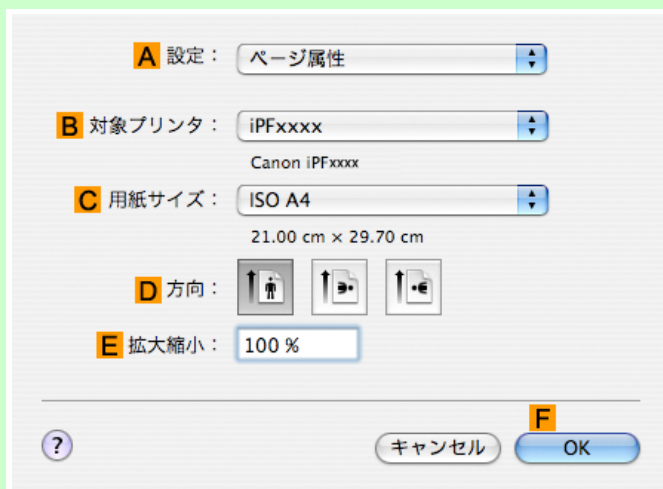 A 設定： ページ属性
B 対象プリンタ： iPFxxxx
Canon iPFxxxx
C 用紙サイズ： ISO A4
21.00 cm × 29.70 cm
D 方向：
E 拡大縮小： 100 %
F
? キャンセル OK